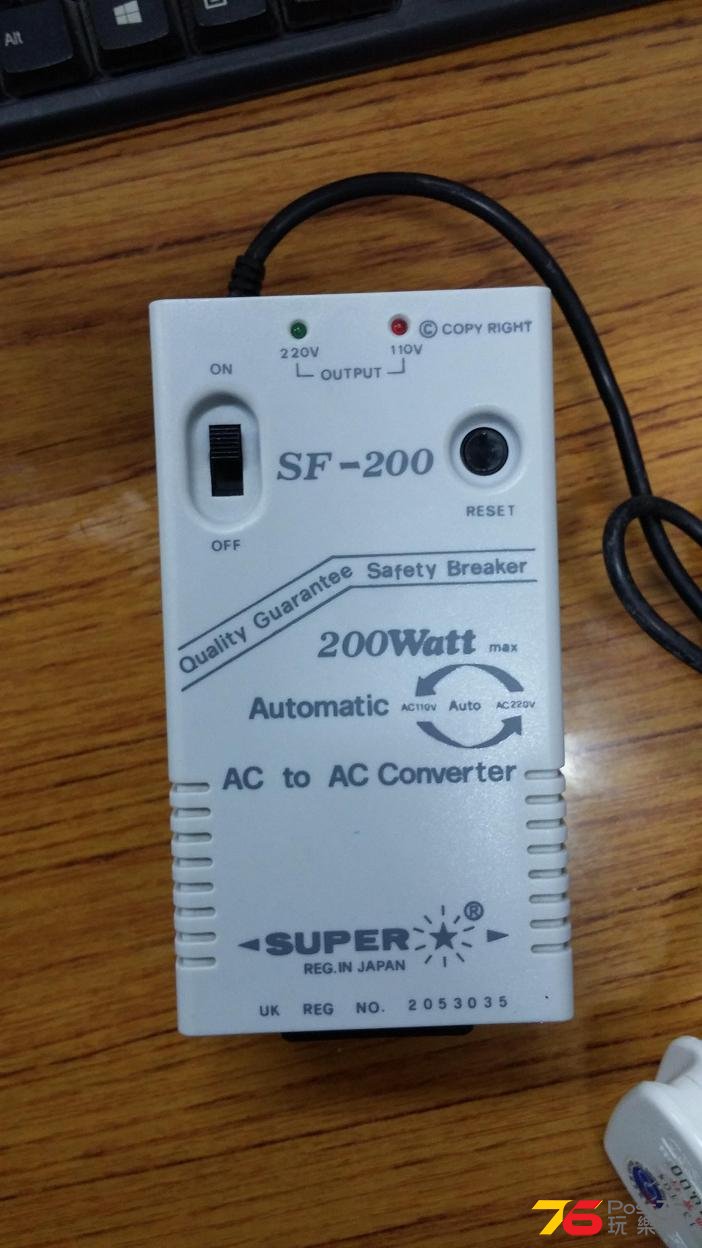 Alt
220V 110V © COPY RIGHT
OUTPUT
ON
SF-200
OFF
RESET
Quality Guarantee Safety Breaker
200Watt max
Automatic AC110V Auto AC220V
AC to AC Converter
SUPER ®
REG.IN JAPAN
UK REG NO. 2053035
76
玩樂